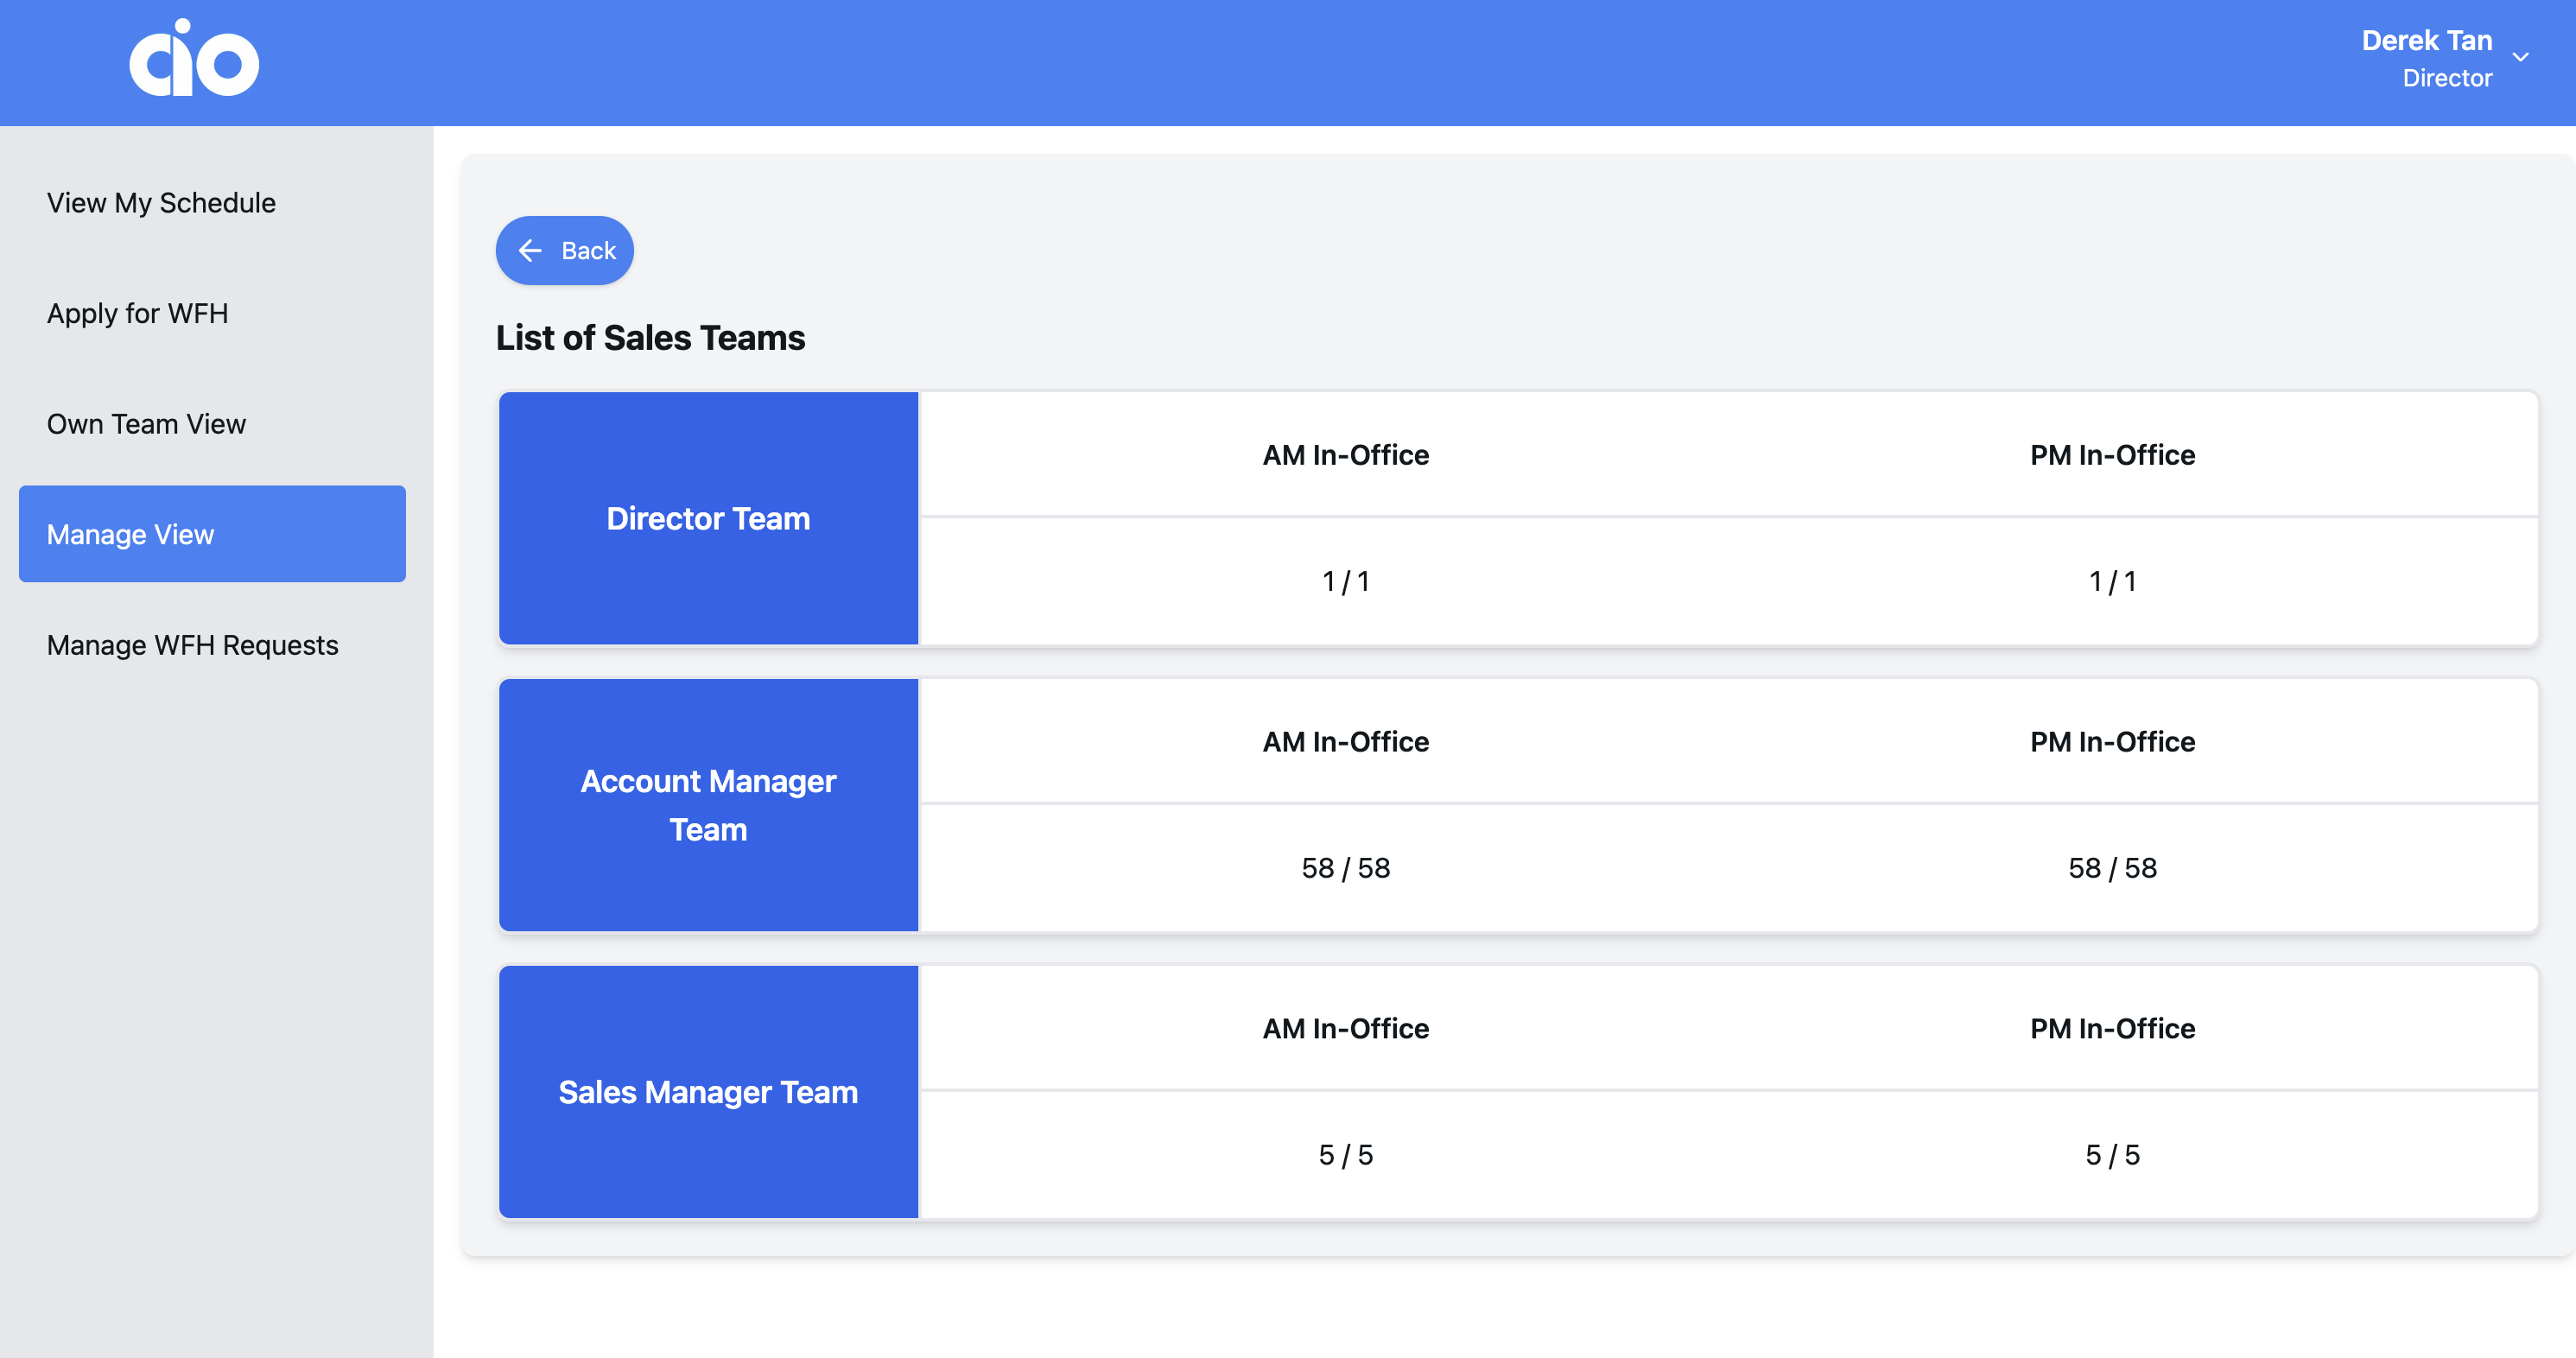 aio
Derek Tan
Director
View My Schedule
Apply for WFH
Own Team View
Manage View
Manage WFH Requests
Back
List of Sales Teams
Director Team
AM In-Office
PM In-Office
1 / 1
1 / 1
Account Manager
Team
AM In-Office
PM In-Office
58 / 58
58 / 58
Sales Manager Team
AM In-Office
PM In-Office
5 / 5
5 / 5